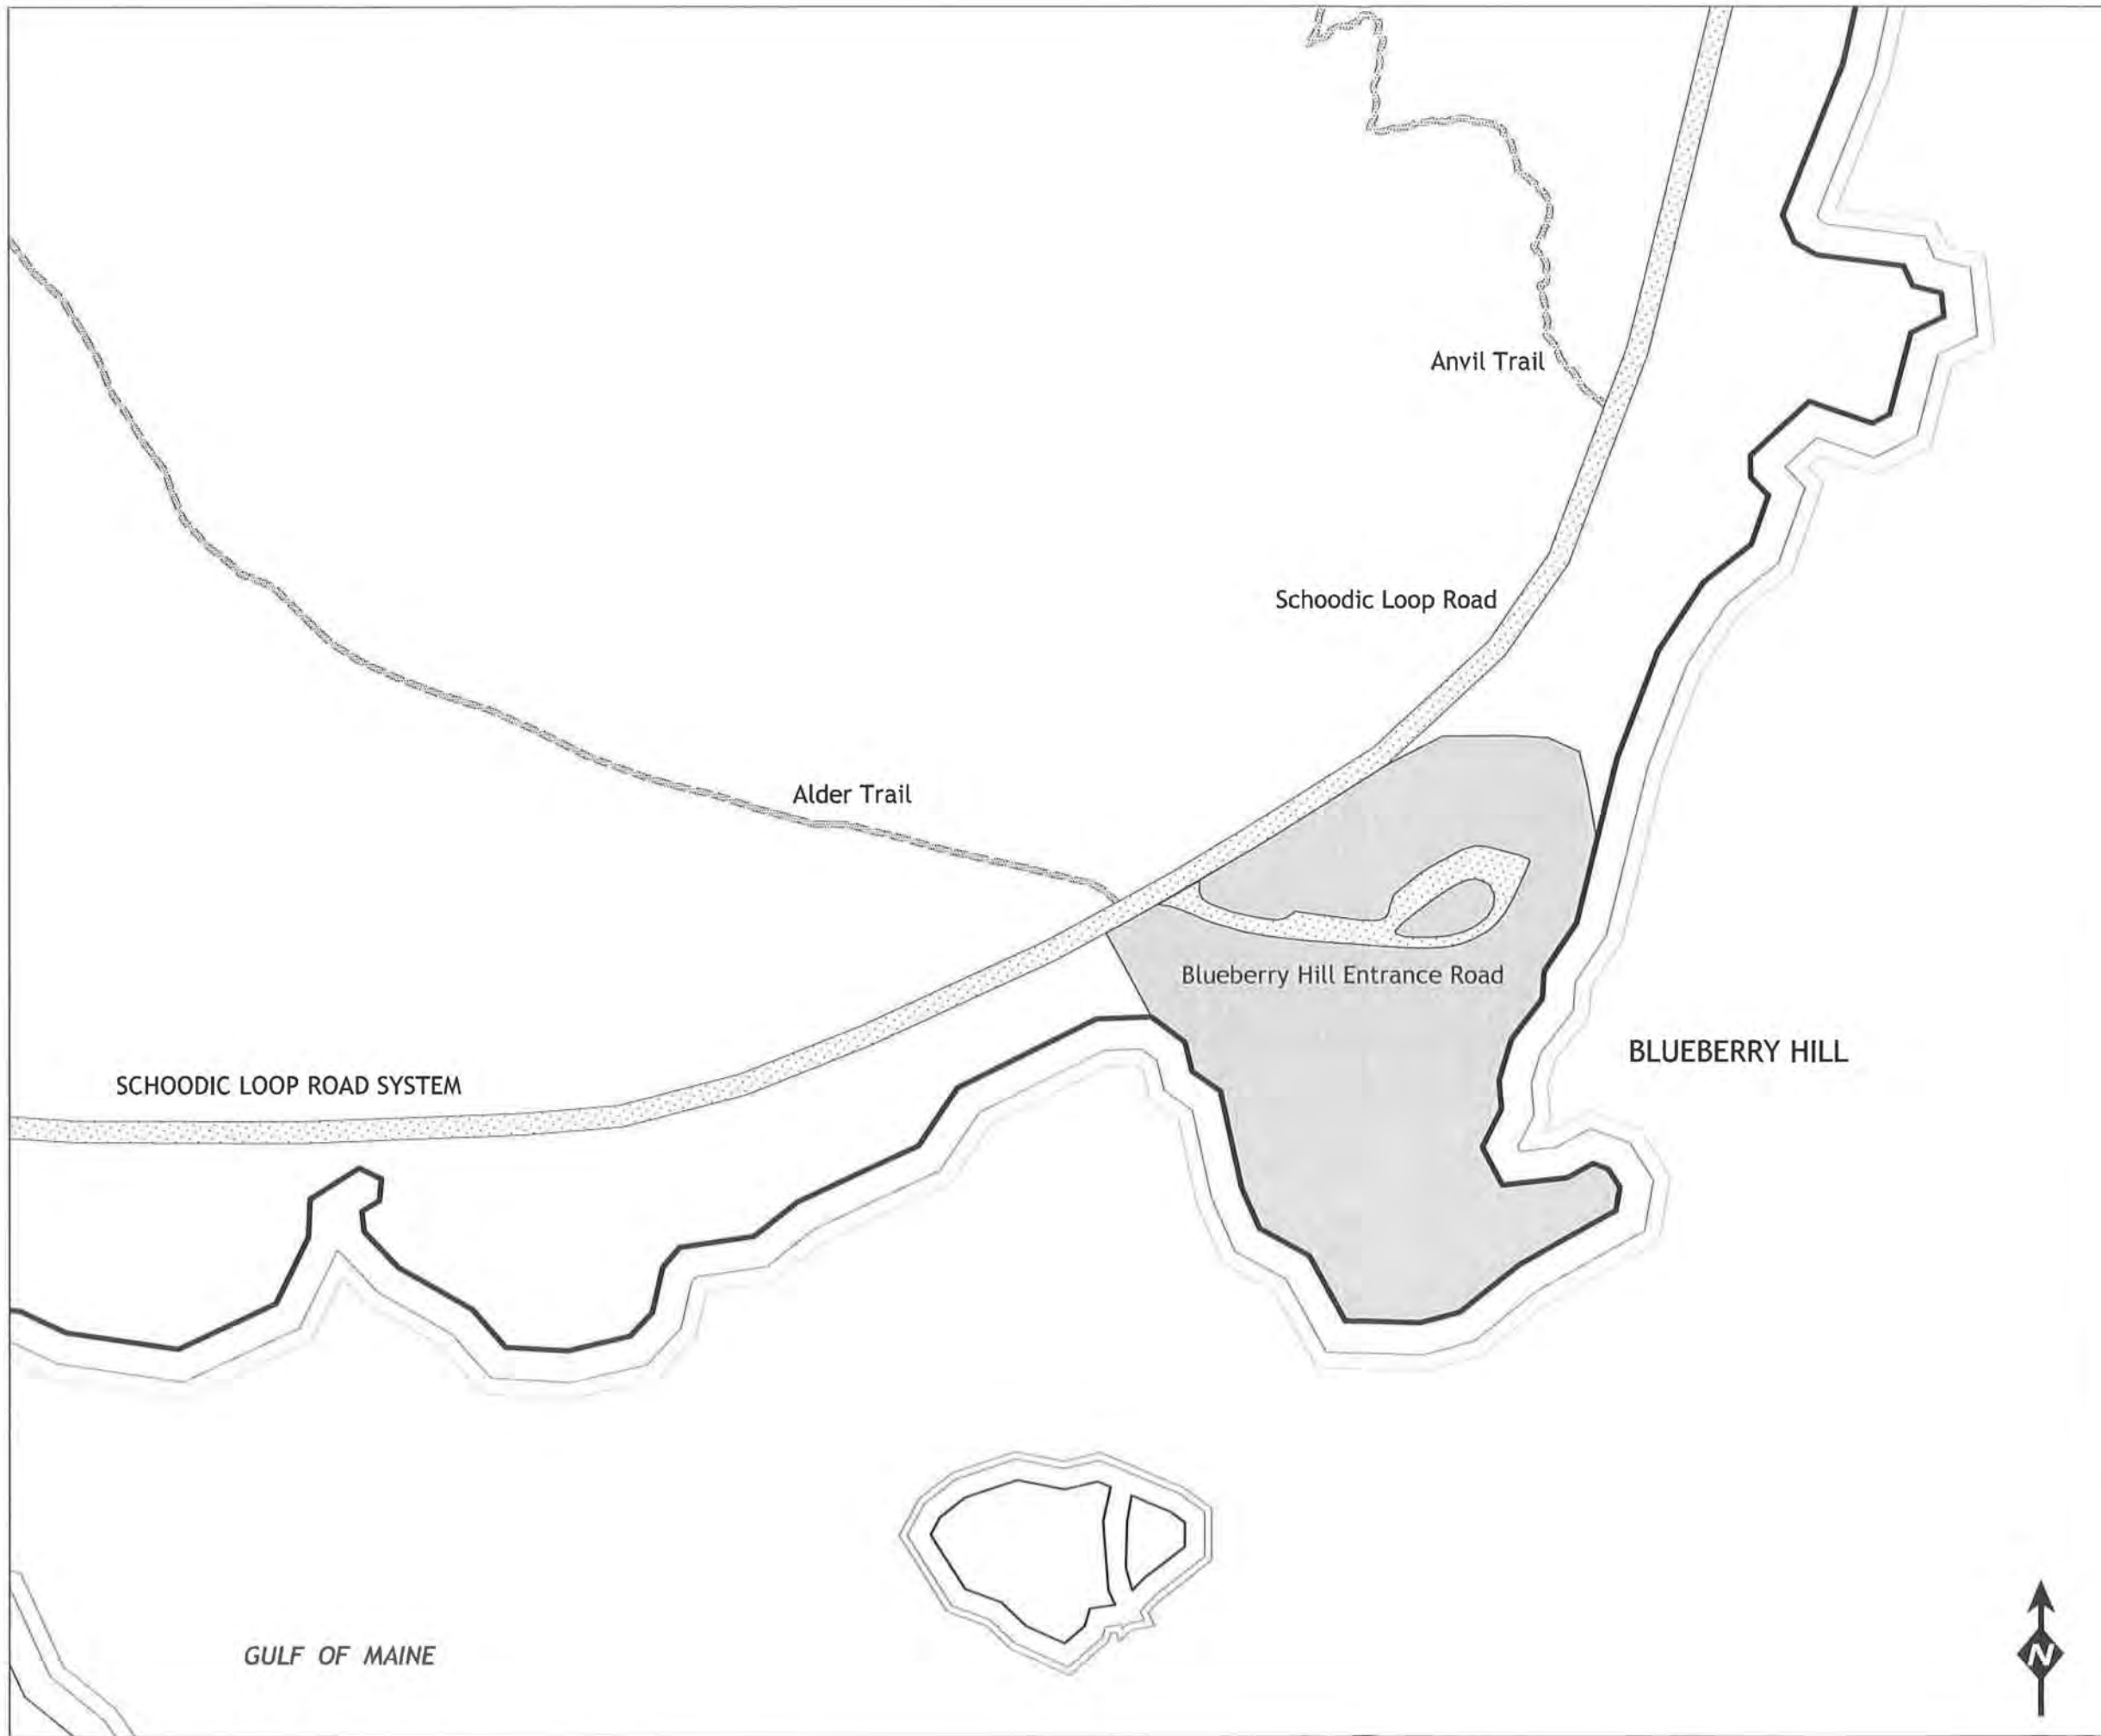 Anvil Trail
Schoodic Loop Road
Alder Trail
Blueberry Hill Entrance Road
BLUEBERRY HILL
SCHOODIC LOOP ROAD SYSTEM
GULF OF MAINE
N